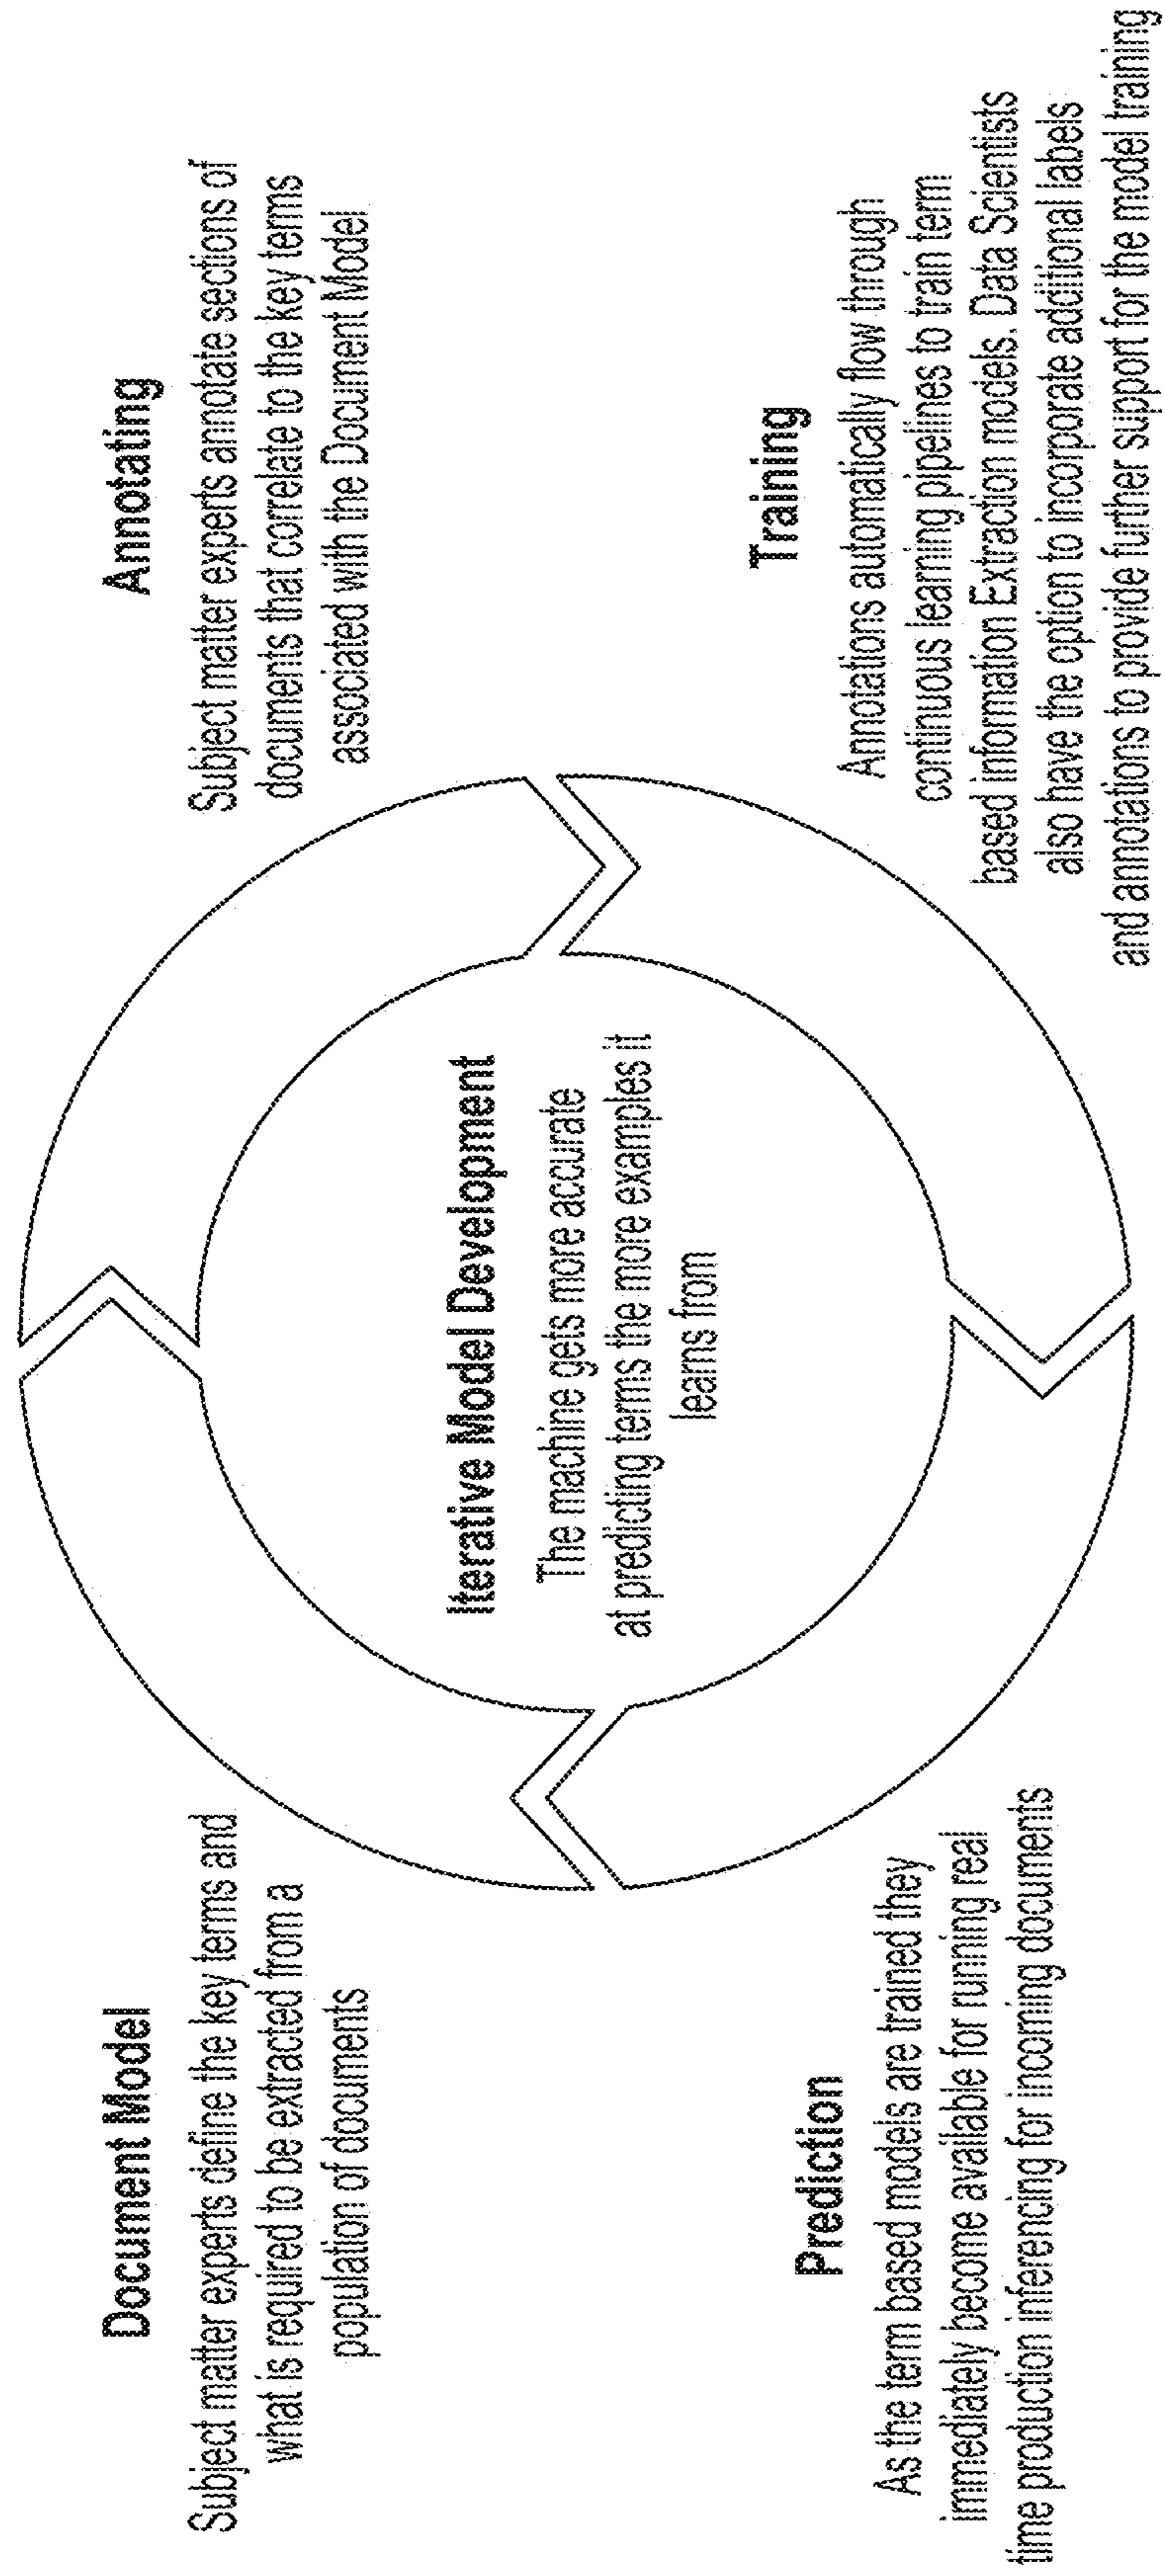 Document Model
Subject matter experts define the key terms and
what is required to be extracted from a
population of documents
Annotating
Subject matter experts annotate sections of
documents that correlate to the key terms
associated with the Document Model
Iterative Model Development
The machine gets more accurate
at predicting terms the more examples it
learns from
Prediction
As the term based models are trained they
immediately become available for running real
time production inferencing for incoming documents
Training
Annotations automatically flow through
continuous learning pipelines to train term
based information Extraction models. Data Scientists
also have the option to incorporate additional labels
and annotations to provide further support for the model training